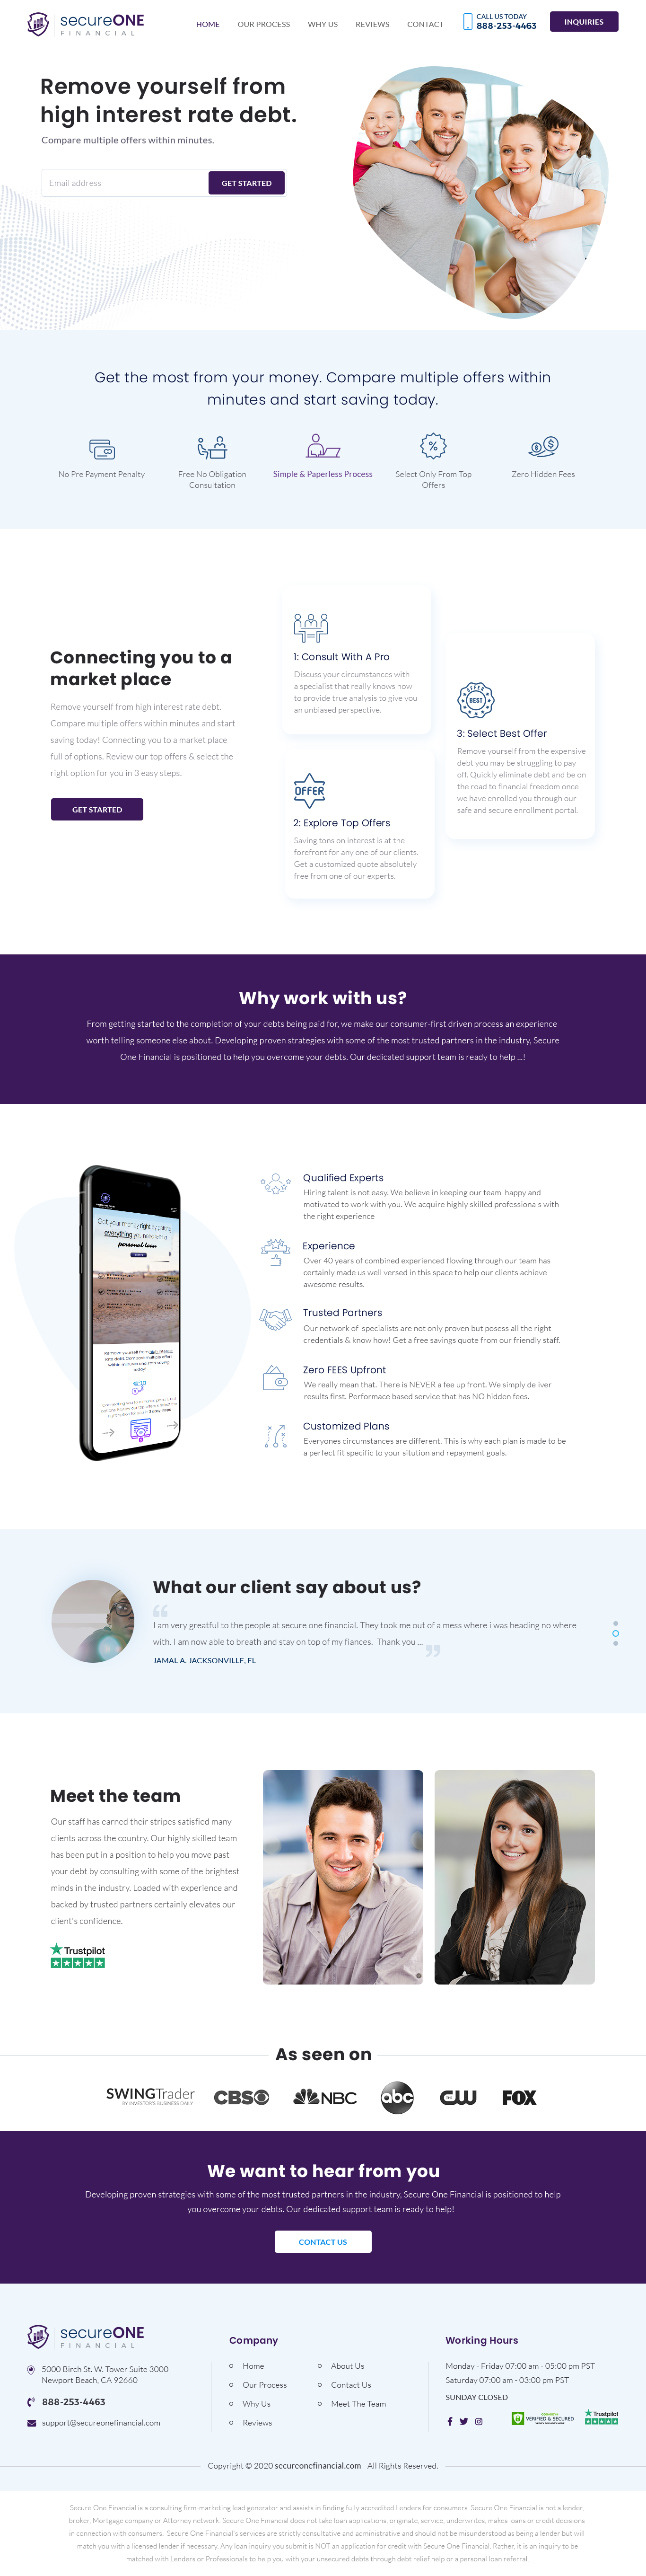 secureONE
FINANCIAL
HOME
OUR PROCESS
WHY US
REVIEWS
CONTACT
CALL US TODAY
888-253-4463
INQUIRIES
Remove yourself from
high interest rate debt.
Compare multiple offers within minutes.
Email address
GET STARTED
Get the most from your money. Compare multiple offers within
minutes and start saving today.
No Pre Payment Penalty
Free No Obligation
Consultation
Simple & Paperless Process
Select Only From Top
Offers
Zero Hidden Fees
Connecting you to a
market place
Remove yourself from high interest rate debt.
Compare multiple offers within minutes and start
saving today! Connecting you to a market place
full of options. Review our top offers & select the
right option for you in 3 easy steps.
GET STARTED
1: Consult With A Pro
Discuss your circumstances with
a specialist that really knows how
to provide true analysis to give you
an unbiased perspective.
OFFER
2: Explore Top Offers
Saving tons on interest is at the
forefront for any one of our clients.
Get a customized quote absolutely
free from one of our experts.
BEST
3: Select Best Offer
Remove yourself from the expensive
debt you may be struggling to pay
off. Quickly eliminate debt and be on
the road to financial freedom once
we have enrolled you through our
safe and secure enrollment portal.
Why work with us?
From getting started to the completion of your debts being paid for, we make our consumer-first driven process an experience
worth telling someone else about. Developing proven strategies with some of the most trusted partners in the industry, Secure
One Financial is positioned to help you overcome your debts. Our dedicated support team is ready to help ...!
Got your money right by getting
everything you need with a
personal loan
Remove yourself from high interest
rate debt. Compare multiple offers
within minutes and start saving
today!
Qualified Experts
Hiring talent is not easy. We believe in keeping our team happy and
motivated to work with you. We acquire highly skilled professionals with
the right experience
Experience
Over 40 years of combined experienced flowing through our team has
certainly made us well versed in this space to help our clients achieve
awesome results.
Trusted Partners
Our network of specialists are not only proven but posess all the right
credentials & know how! Get a free savings quote from our friendly staff.
Zero FEES Upfront
We really mean that. There is NEVER a fee up front. We simply deliver
results first. Performace based service that has NO hidden fees.
Customized Plans
Everyones circumstances are different. This is why each plan is made to be
a perfect fit specific to your sitution and repayment goals.
What our client say about us?
I am very greatful to the people at secure one financial. They took me out of a mess where i was heading no where
with. I am now able to breath and stay on top of my fiances. Thank you ...
JAMAL A. JACKSONVILLE, FL
Meet the team
Our staff has earned their stripes satisfied many
clients across the country. Our highly skilled team
has been put in a position to help you move past
your debt by consulting with some of the brightest
minds in the industry. Loaded with experience and
backed by trusted partners certainly elevates our
client's confidence.
Trustpilot
As seen on
SWINGTrader
BY INVESTOR'S BUSINESS DAILY
CBS
NBC
abc
THE CW
FOX
We want to hear from you
Developing proven strategies with some of the most trusted partners in the industry, Secure One Financial is positioned to help
you overcome your debts. Our dedicated support team is ready to help!
CONTACT US
secureONE
FINANCIAL
5000 Birch St. W. Tower Suite 3000
Newport Beach, CA 92660
888-253-4463
support@secureonefinancial.com
Company
Home
Our Process
Why Us
Reviews
About Us
Contact Us
Meet The Team
Working Hours
Monday - Friday 07:00 am - 05:00 pm PST
Saturday 07:00 am - 03:00 pm PST
SUNDAY CLOSED
VERIFIED & SECURED
Trustpilot
Copyright © 2020 secureonefinancial.com - All Rights Reserved.
Secure One Financial is a consulting firm marketing lead generator and assists in finding fully accredited Lenders for consumers. Secure One Financial is not a lender,
broker, Mortgage company or Attorney network. Secure One Financial does not take loan applications, originate, service, underwrites, makes loans or credit decisions
in connection with consumers. Secure One Financial's services are strictly consultative and administrative and should not be misunderstood as being a lender but will
match you with a licensed lender if necessary. Any loan inquiry you submit is NOT an application for credit with Secure One Financial. Rather, it is an inquiry to be
matched with Lenders or Professionals to help you with your unsecured debts through debt relief help or a personal loan referral.